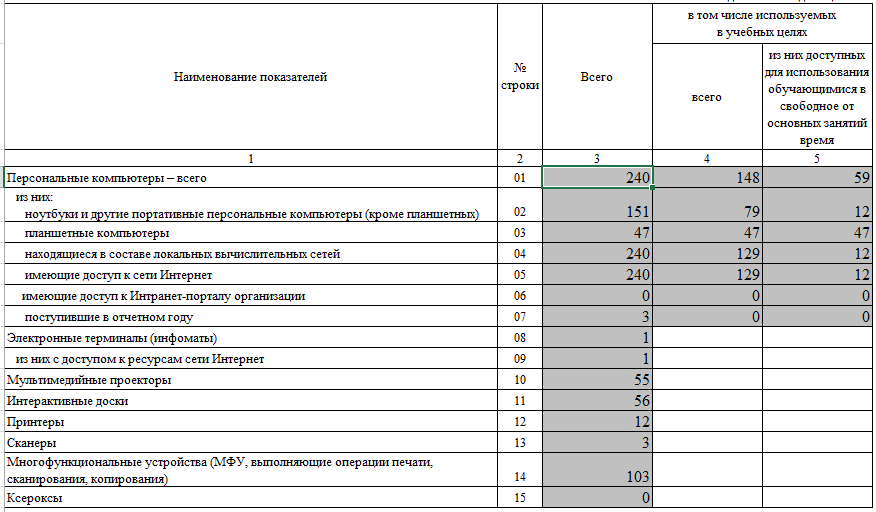 в том числе используемых
в учебных целях
Наименование показателей
№
строки
Всего
всего
из них доступных
для использования
обучающимися в
свободное от
основных занятий
время
1 2 3 4 5
Персональные компьютеры – всего 01 240 148 59
из них:
ноутбуки и другие портативные персональные компьютеры (кроме планшетных) 02 151 79 12
планшетные компьютеры 03 47 47 47
находящиеся в составе локальных вычислительных сетей 04 240 129 12
имеющие доступ к сети Интернет 05 240 129 12
имеющие доступ к Интранет-порталу организации 06 0 0 0
поступившие в отчетном году 07 3 0 0
Электронные терминалы (инфоматы) 08 1
из них с доступом к ресурсам сети Интернет 09 1
Мультимедийные проекторы 10 55
Интерактивные доски 11 56
Принтеры 12 12
Сканеры 13 3
Многофункциональные устройства (МФУ, выполняющие операции печати,
сканирования, копирования) 14 103
Ксероксы 15 0